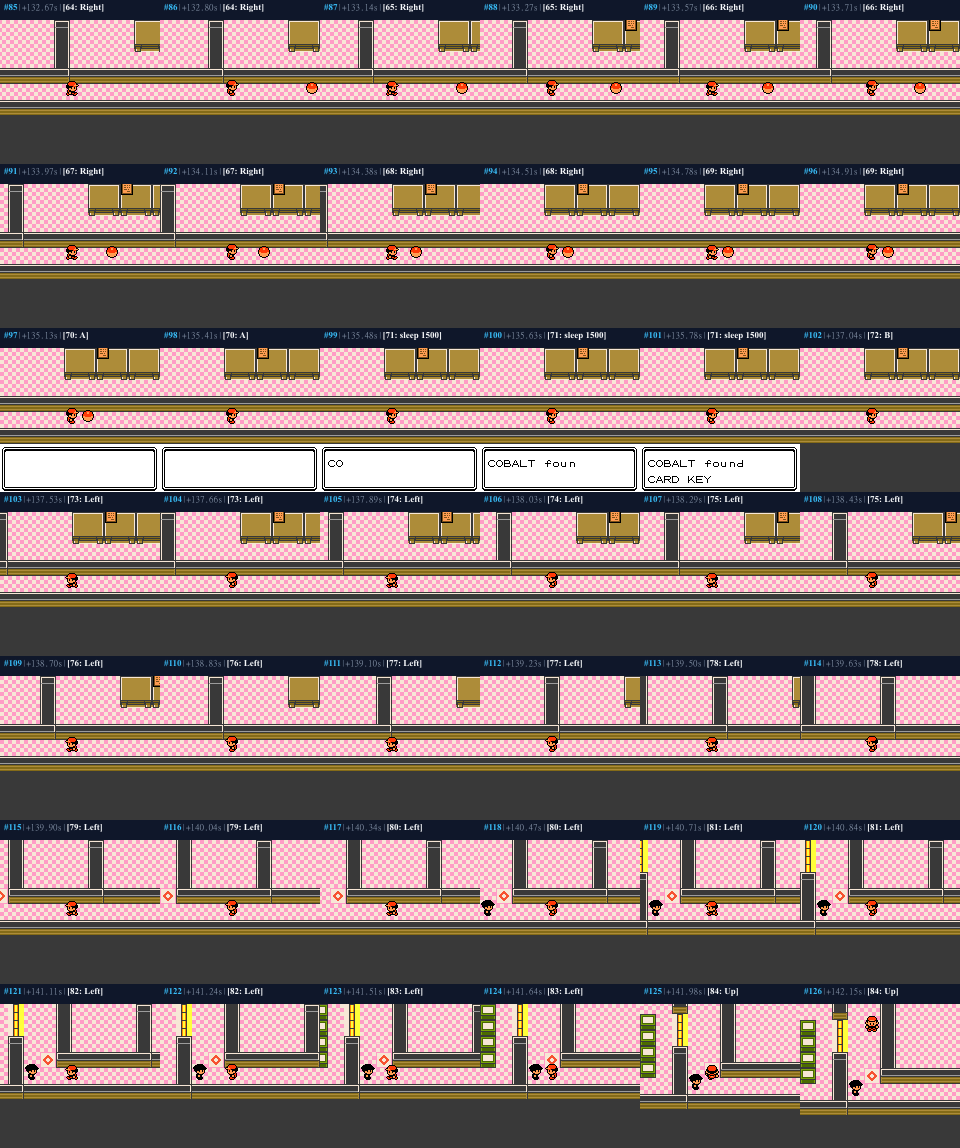 #85|+132.67s|[64: Right] #86|+132.80s|[64: Right] #87|+133.14s|[65: Right] #88|+133.27s|[65: Right] #89|+133.57s|[66: Right] #90|+133.71s|[66: Right]
#91|+133.97s|[67: Right] #92|+134.11s|[67: Right] #93|+134.38s|[68: Right] #94|+134.51s|[68: Right] #95|+134.78s|[69: Right] #96|+134.91s|[69: Right]
#97|+135.13s|[70: A] #98|+135.41s|[70: A] #99|+135.48s|[71: sleep 1500] #100|+135.63s|[71: sleep 1500] #101|+135.78s|[71: sleep 1500] #102|+137.04s|[72: B]
CO
COBALT foun
COBALT found
CARD KEY
#103|+137.53s|[73: Left] #104|+137.66s|[73: Left] #105|+137.89s|[74: Left] #106|+138.03s|[74: Left] #107|+138.29s|[75: Left] #108|+138.43s|[75: Left]
#109|+138.70s|[76: Left] #110|+138.83s|[76: Left] #111|+139.10s|[77: Left] #112|+139.23s|[77: Left] #113|+139.50s|[78: Left] #114|+139.63s|[78: Left]
#115|+139.90s|[79: Left] #116|+140.04s|[79: Left] #117|+140.34s|[80: Left] #118|+140.47s|[80: Left] #119|+140.71s|[81: Left] #120|+140.84s|[81: Left]
#121|+141.11s|[82: Left] #122|+141.24s|[82: Left] #123|+141.51s|[83: Left] #124|+141.64s|[83: Left] #125|+141.98s|[84: Up] #126|+142.15s|[84: Up]